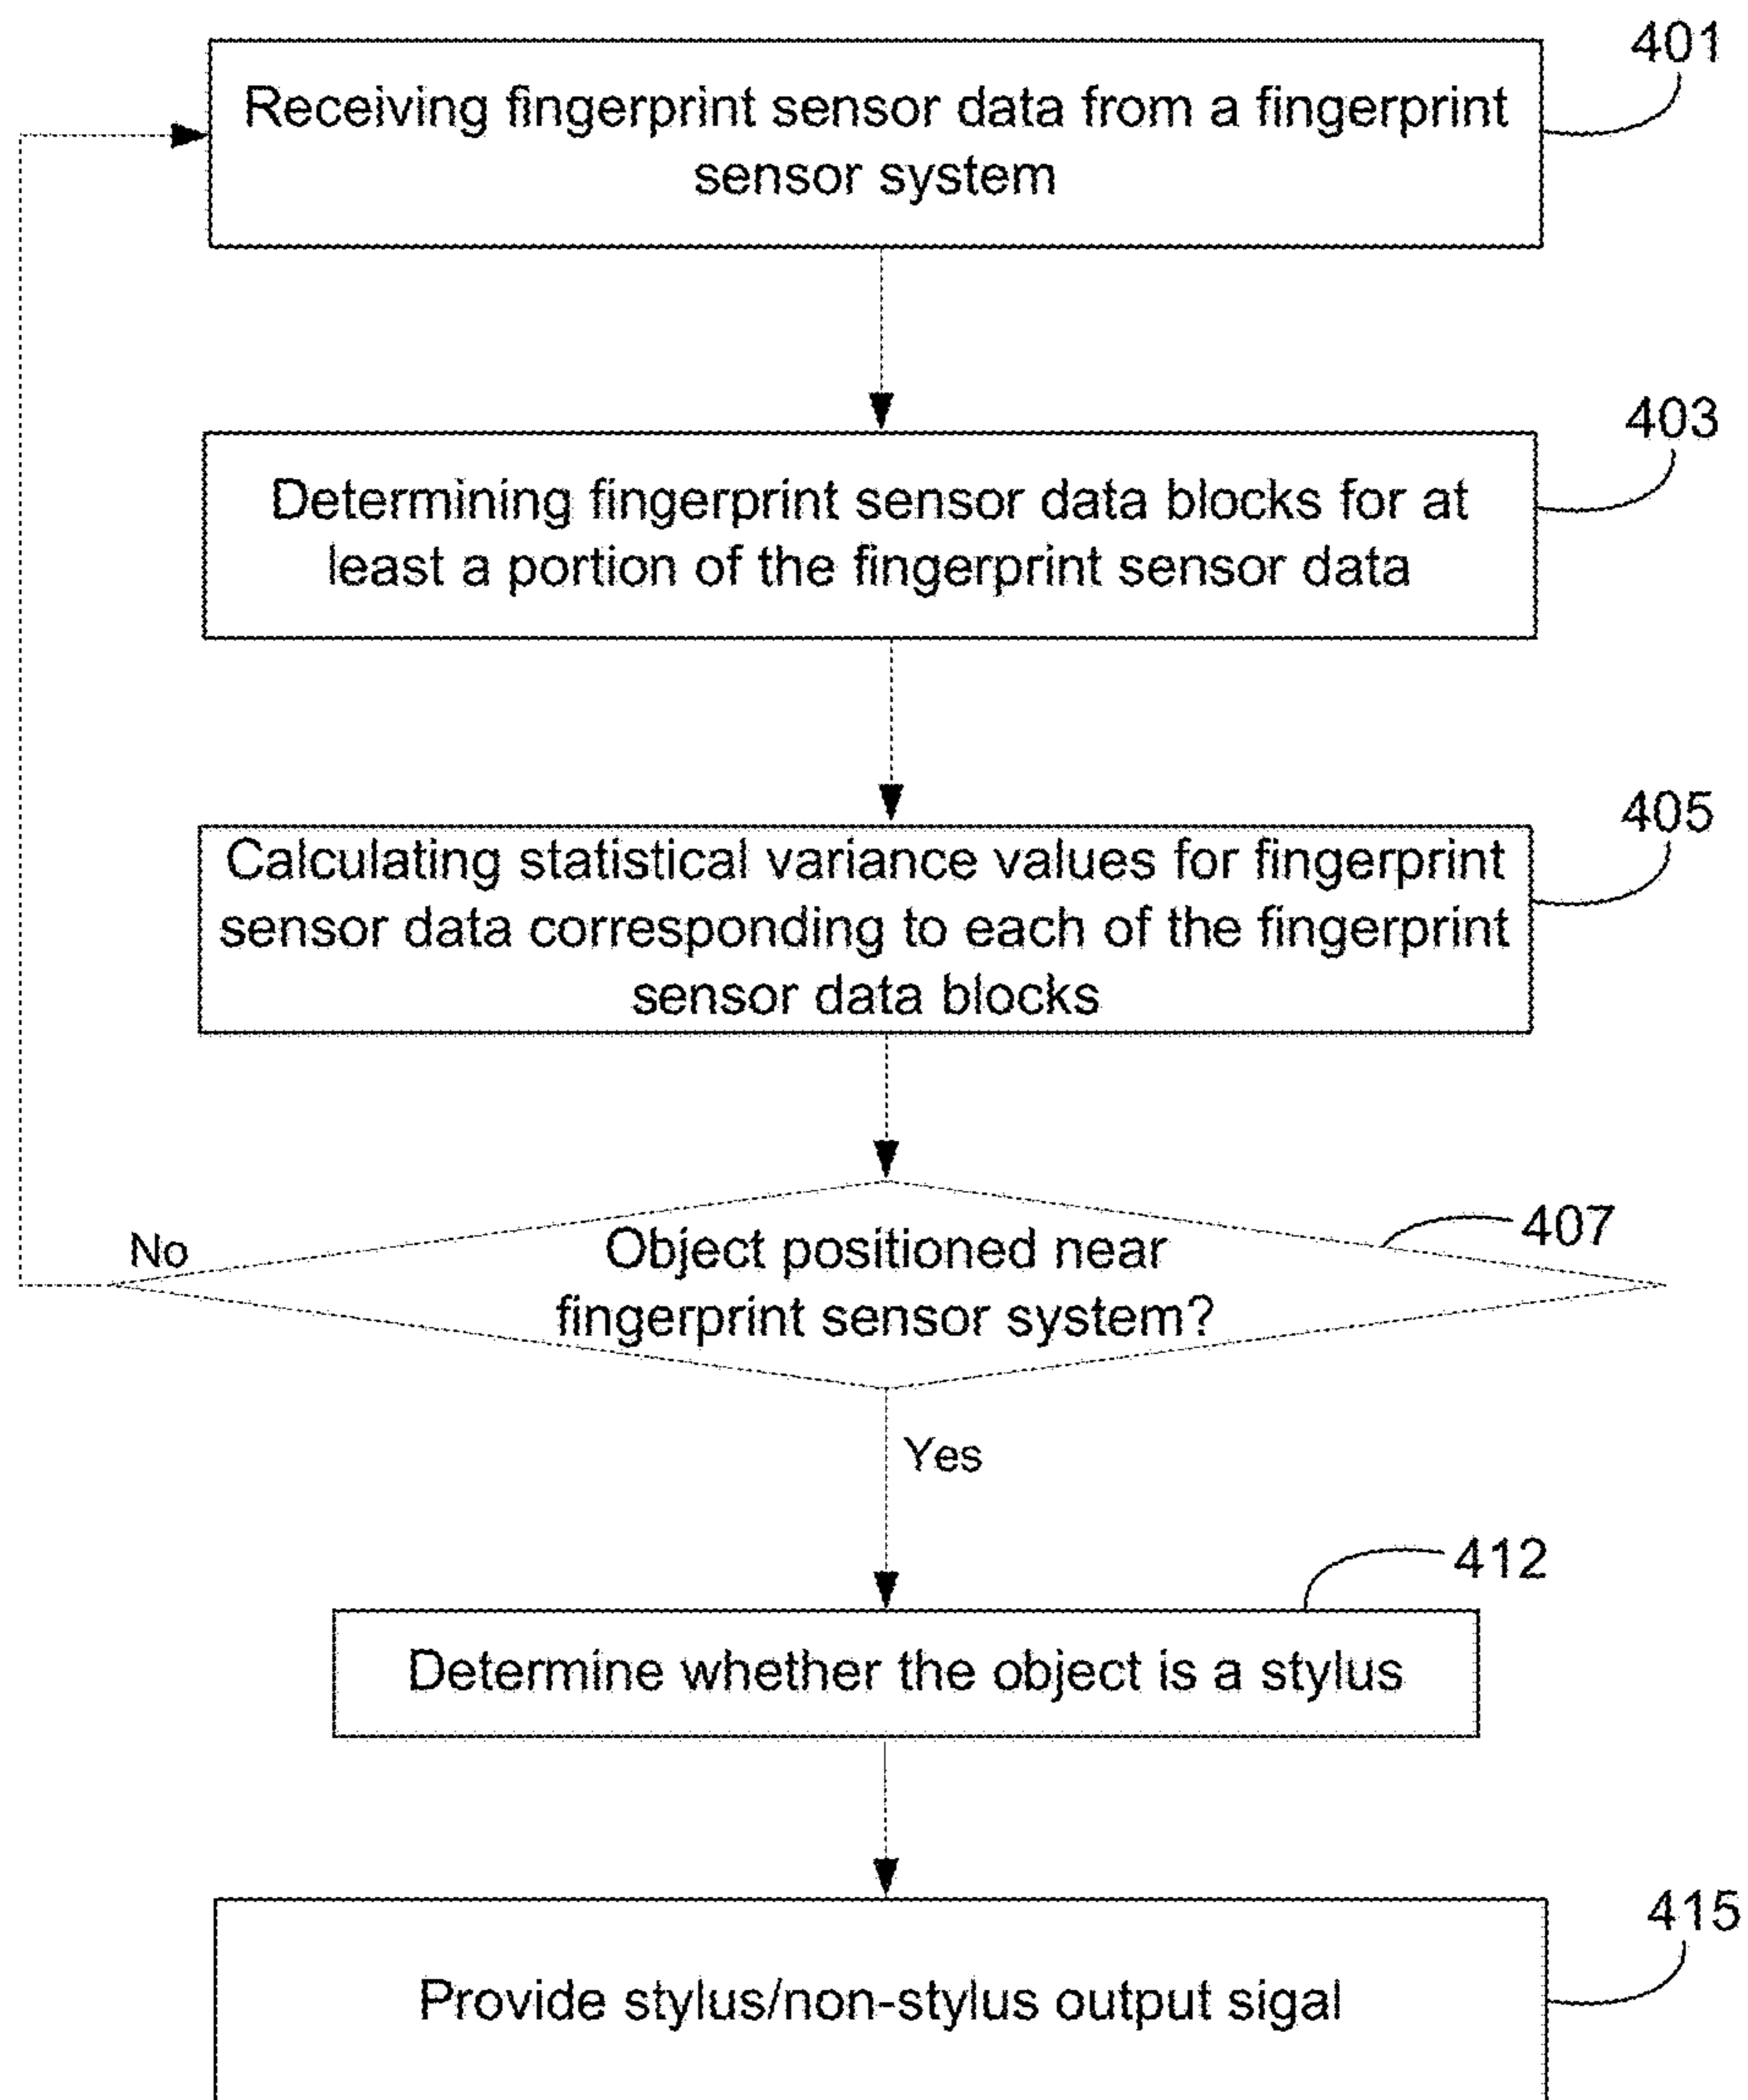 401
Receiving fingerprint sensor data from a fingerprint
sensor system
403
Determining fingerprint sensor data blocks for at
least a portion of the fingerprint sensor data
405
Calculating statistical variance values for fingerprint
sensor data corresponding to each of the fingerprint
sensor data blocks
407
No
Object positioned near
fingerprint sensor system?
Yes
412
Determine whether the object is a stylus
415
Provide stylus/non-stylus output sigal